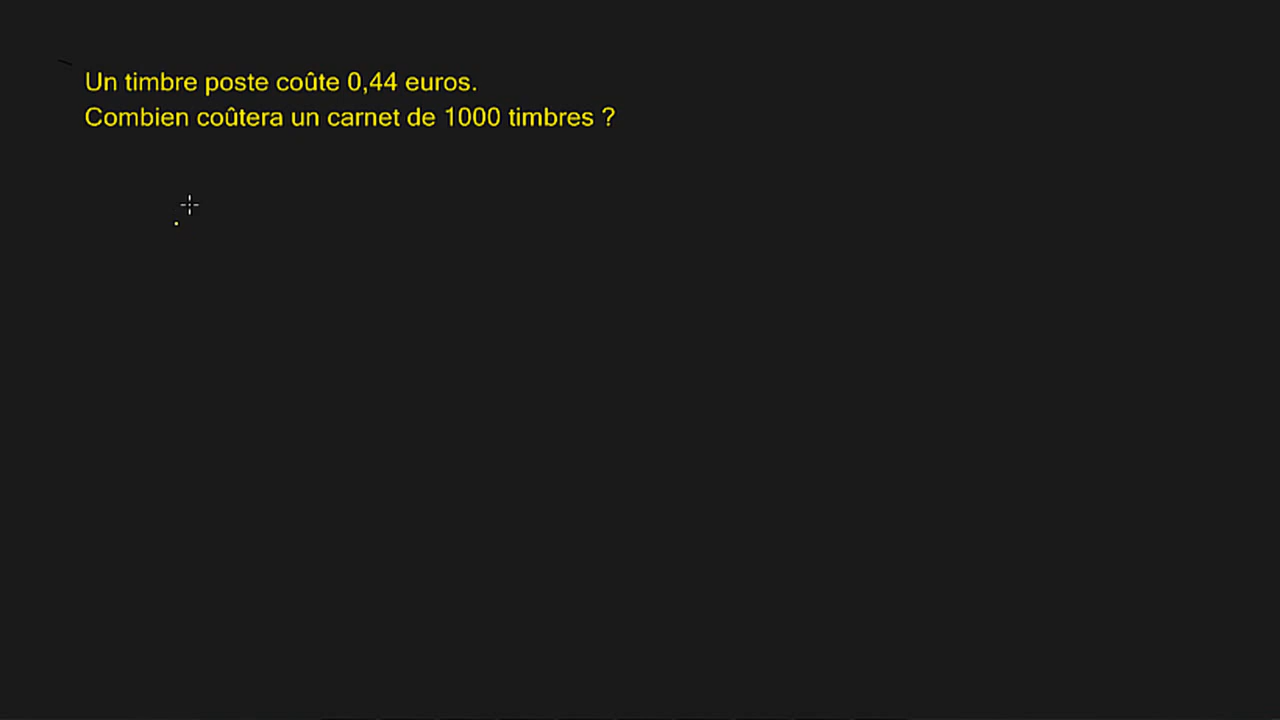 Un timbre poste coûte 0,44 euros.
Combien coûtera un carnet de 1000 timbres ?